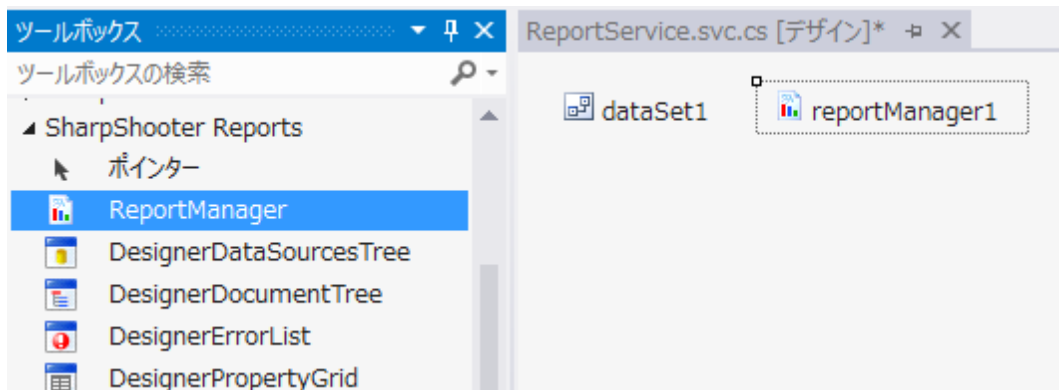 ツールボックス
ReportService.svc.cs [デザイン]*
ツールボックスの検索
dataSet1
reportManager1
SharpShooter Reports
ポインター
ReportManager
DesignerDataSourcesTree
DesignerDocumentTree
DesignerErrorList
DesignerPropertyGrid